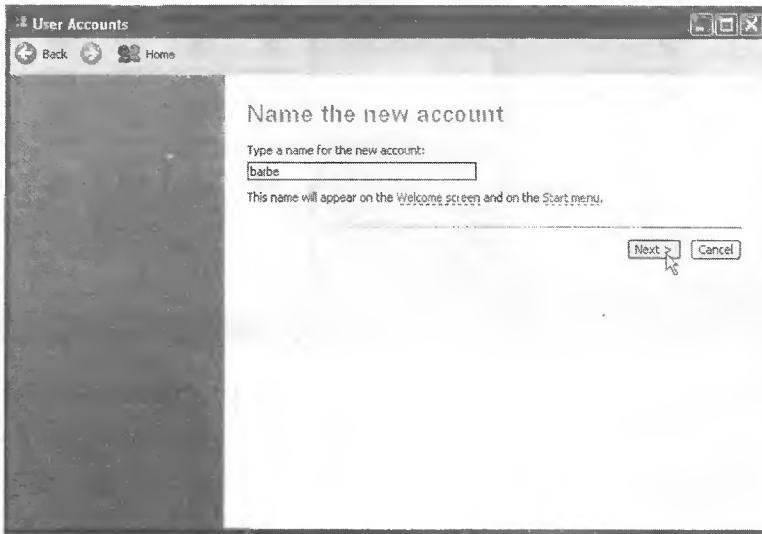 User Accounts
Back Home
Name the new account
Type a name for the new account:
barbe
This name will appear on the Welcome screen and on the Start menu.
Next > Cancel